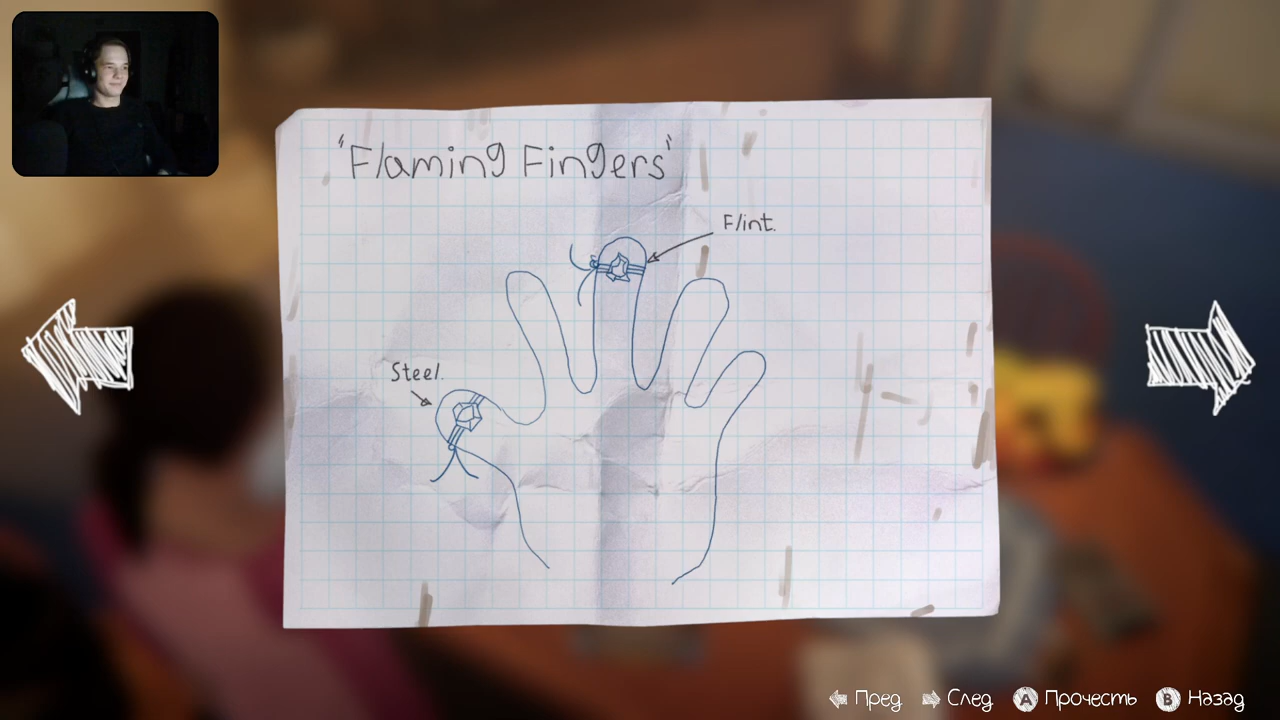 "Flaming Fingers"
Flint.
Steel.
Пред След A Прочесть B Назад